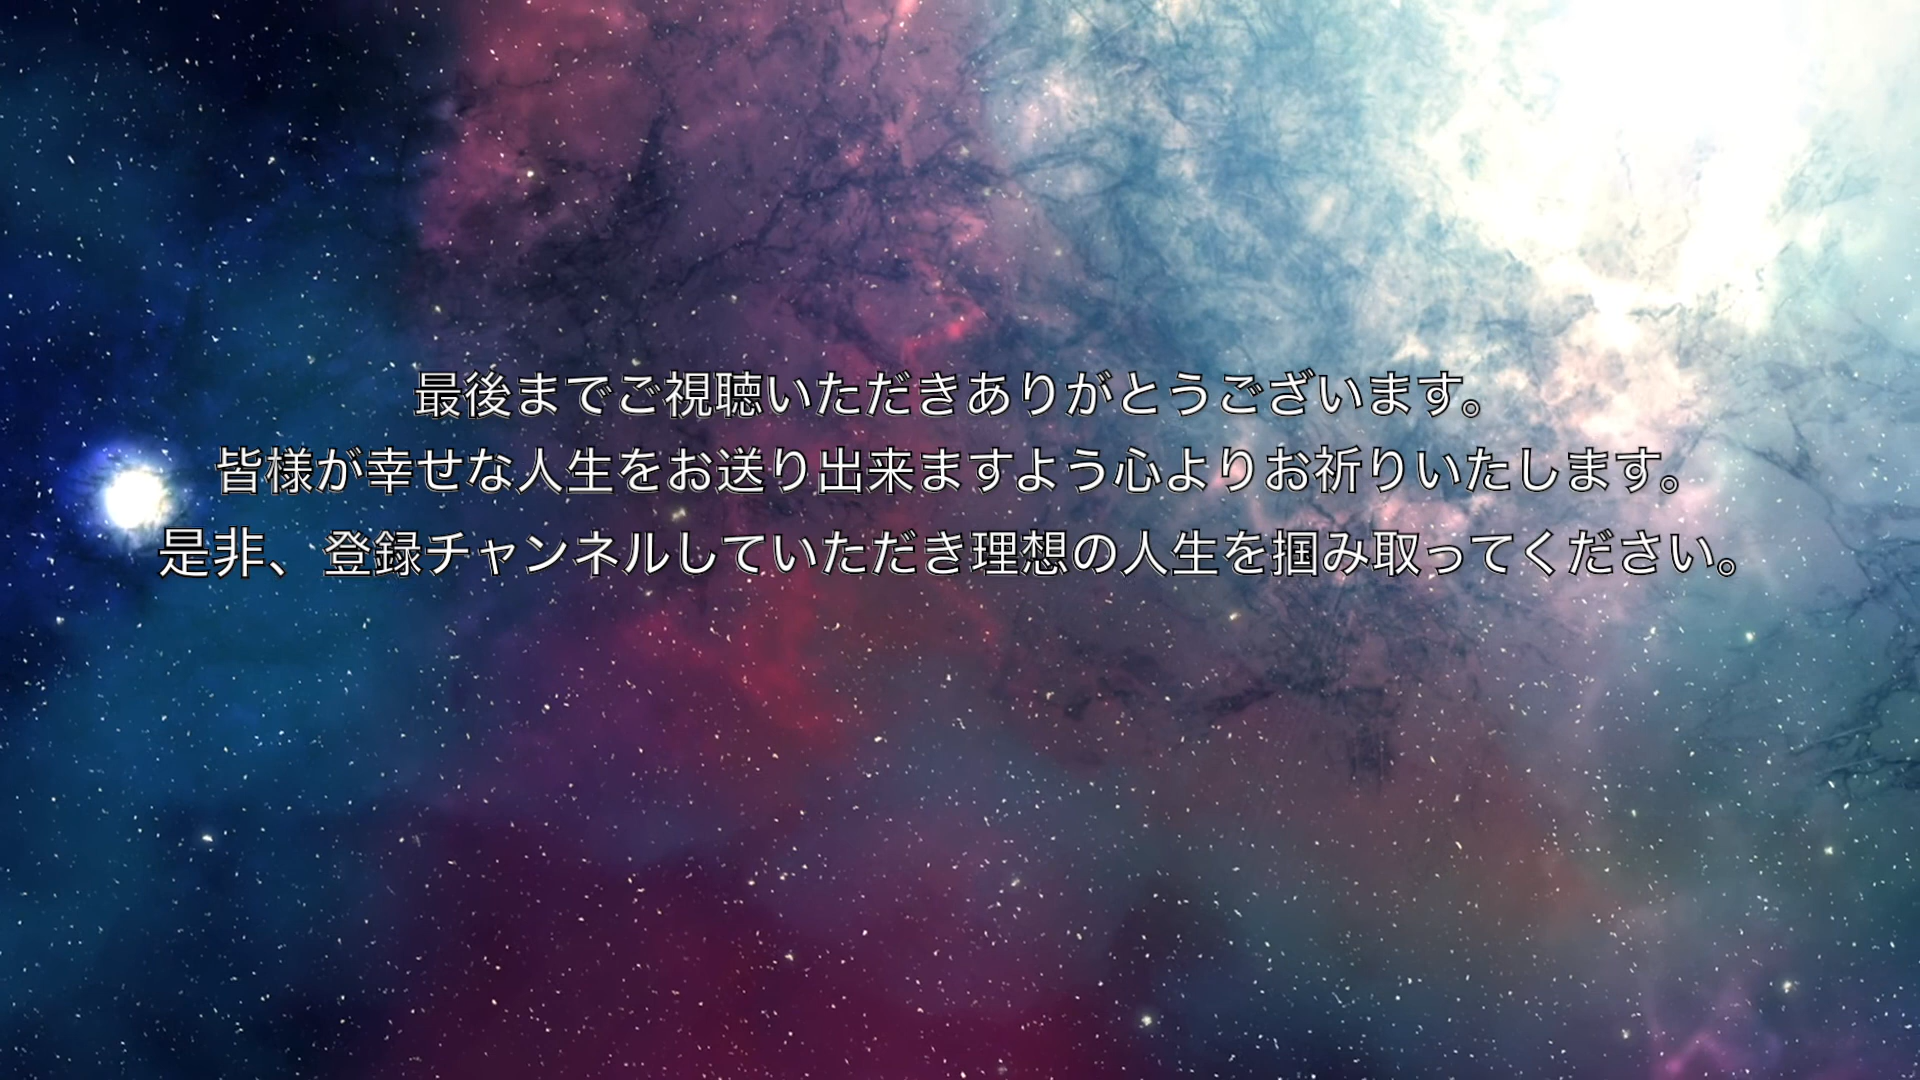 最後までご視聴いただきありがとうございます。
皆様が幸せな人生をお送り出来ますよう心よりお祈りいたします。
是非、登録チャンネルしていただき理想の人生を掴み取ってください。